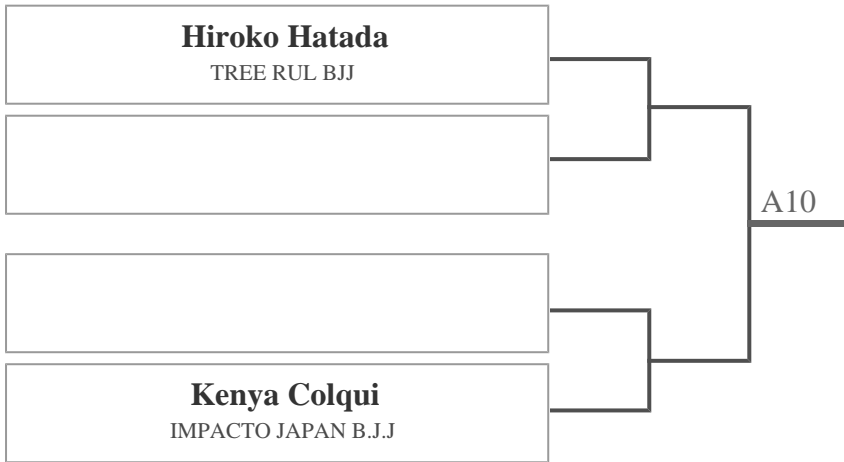 Hiroko Hatada
TREE RUL BJJ
A10
Kenya Colqui
IMPACTO JAPAN B.J.J